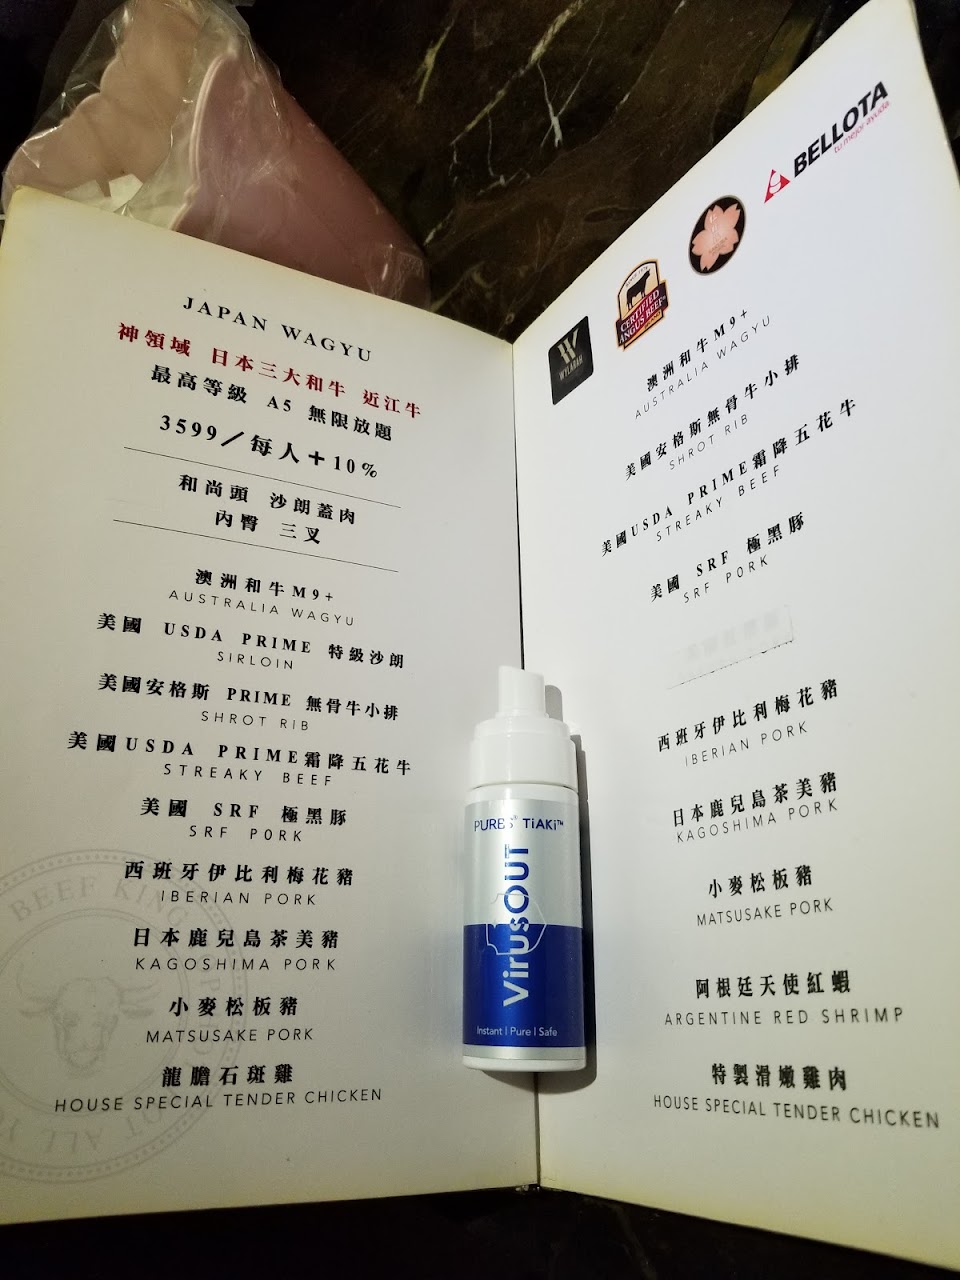 JAPAN WAGYU
神領域 日本三大和牛 近江牛
最高等級 A5 無限放題
3599／每人＋10%
和尚頭 沙朗蓋肉
內臀 三叉
澳洲和牛M9+
AUSTRALIA WAGYU
美國 USDA PRIME 特級沙朗
SIRLOIN
美國安格斯 PRIME 無骨牛小排
SHROT RIB
美國USDA PRIME霜降五花牛
STREAKY BEEF
美國 SRF 極黑豚
SRF PORK
西班牙伊比利梅花豬
IBERIAN PORK
日本鹿兒島茶美豬
KAGOSHIMA PORK
小麥松板豬
MATSUSAKE PORK
龍膽石斑雞
HOUSE SPECIAL TENDER CHICKEN
BEEF KING
ALL YO
BELLOTA
tu mejor ayuda
CERTIFIED
ANGUS BEEF
WYLARAH
澳洲和牛M9+
AUSTRALIA WAGYU
美國安格斯無骨牛小排
SHROT RIB
美國USDA PRIME霜降五花牛
STREAKY BEEF
美國 SRF 極黑豚
SRF PORK
西班牙伊比利梅花豬
IBERIAN PORK
日本鹿兒島茶美豬
KAGOSHIMA PORK
小麥松板豬
MATSUSAKE PORK
阿根廷天使紅蝦
ARGENTINE RED SHRIMP
特製滑嫩雞肉
HOUSE SPECIAL TENDER CHICKEN
PURES TiAKi™
VirusOUT
Instant | Pure | Safe